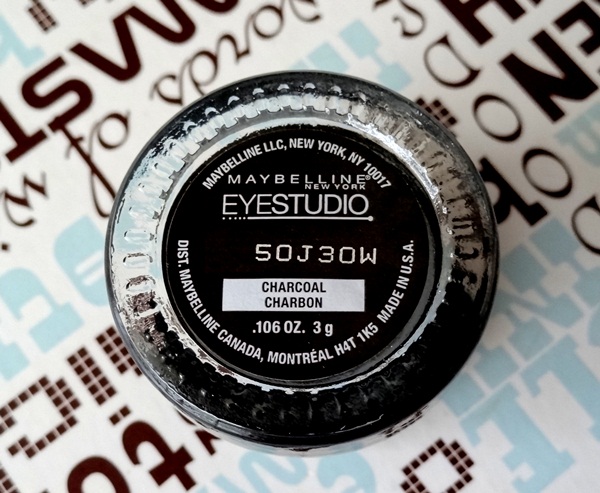 MAYBELLINE LLC, NEW YORK, NY 10017
MAYBELLINE®
NEW YORK
EYESTUDIO
50J30W
CHARCOAL
CHARBON
.106 OZ. 3 g
DIST. MAYBELLINE CANADA, MONTRÉAL H4T 1K5 MADE IN U.S.A.